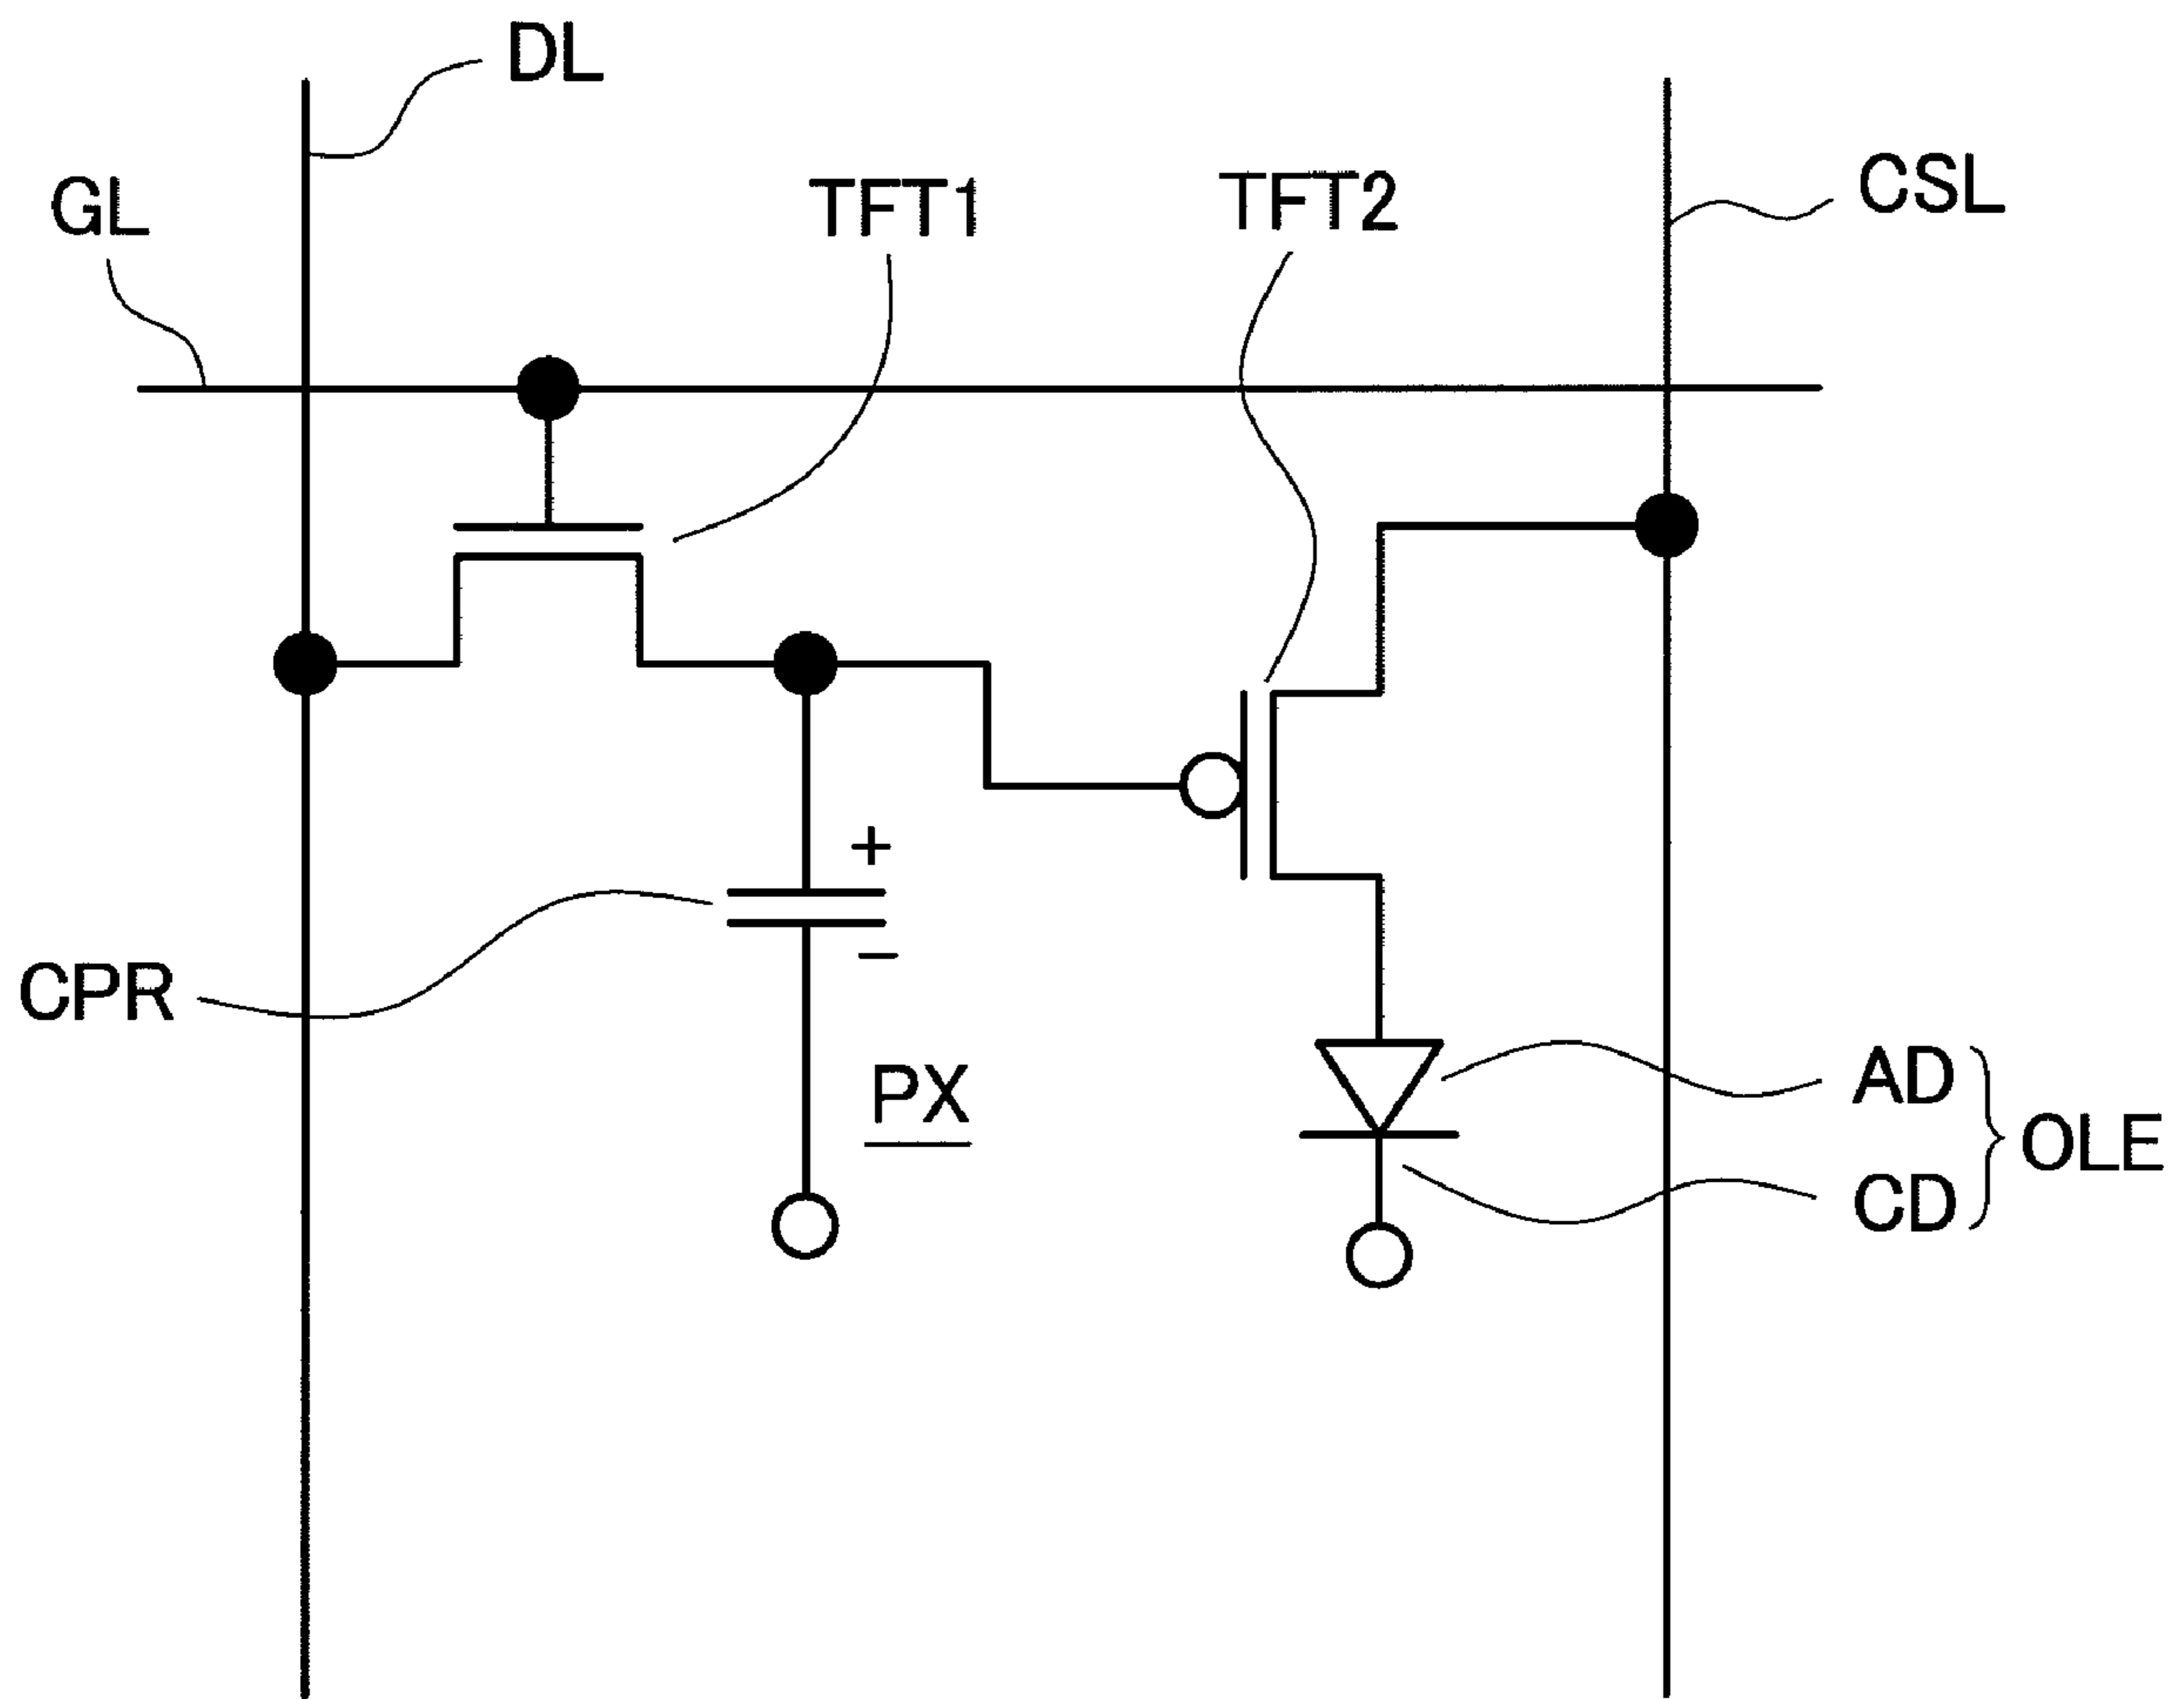 DL
GL
TFT1
TFT2
CSL
+
−
CPR
PX
AD
CD
OLE